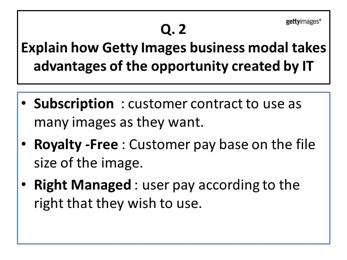 gettyimages®
Q. 2
Explain how Getty Images business modal takes
advantages of the opportunity created by IT
• Subscription : customer contract to use as
many images as they want.
• Royalty -Free : Customer pay base on the file
size of the image.
• Right Managed : user pay according to the
right that they wish to use.